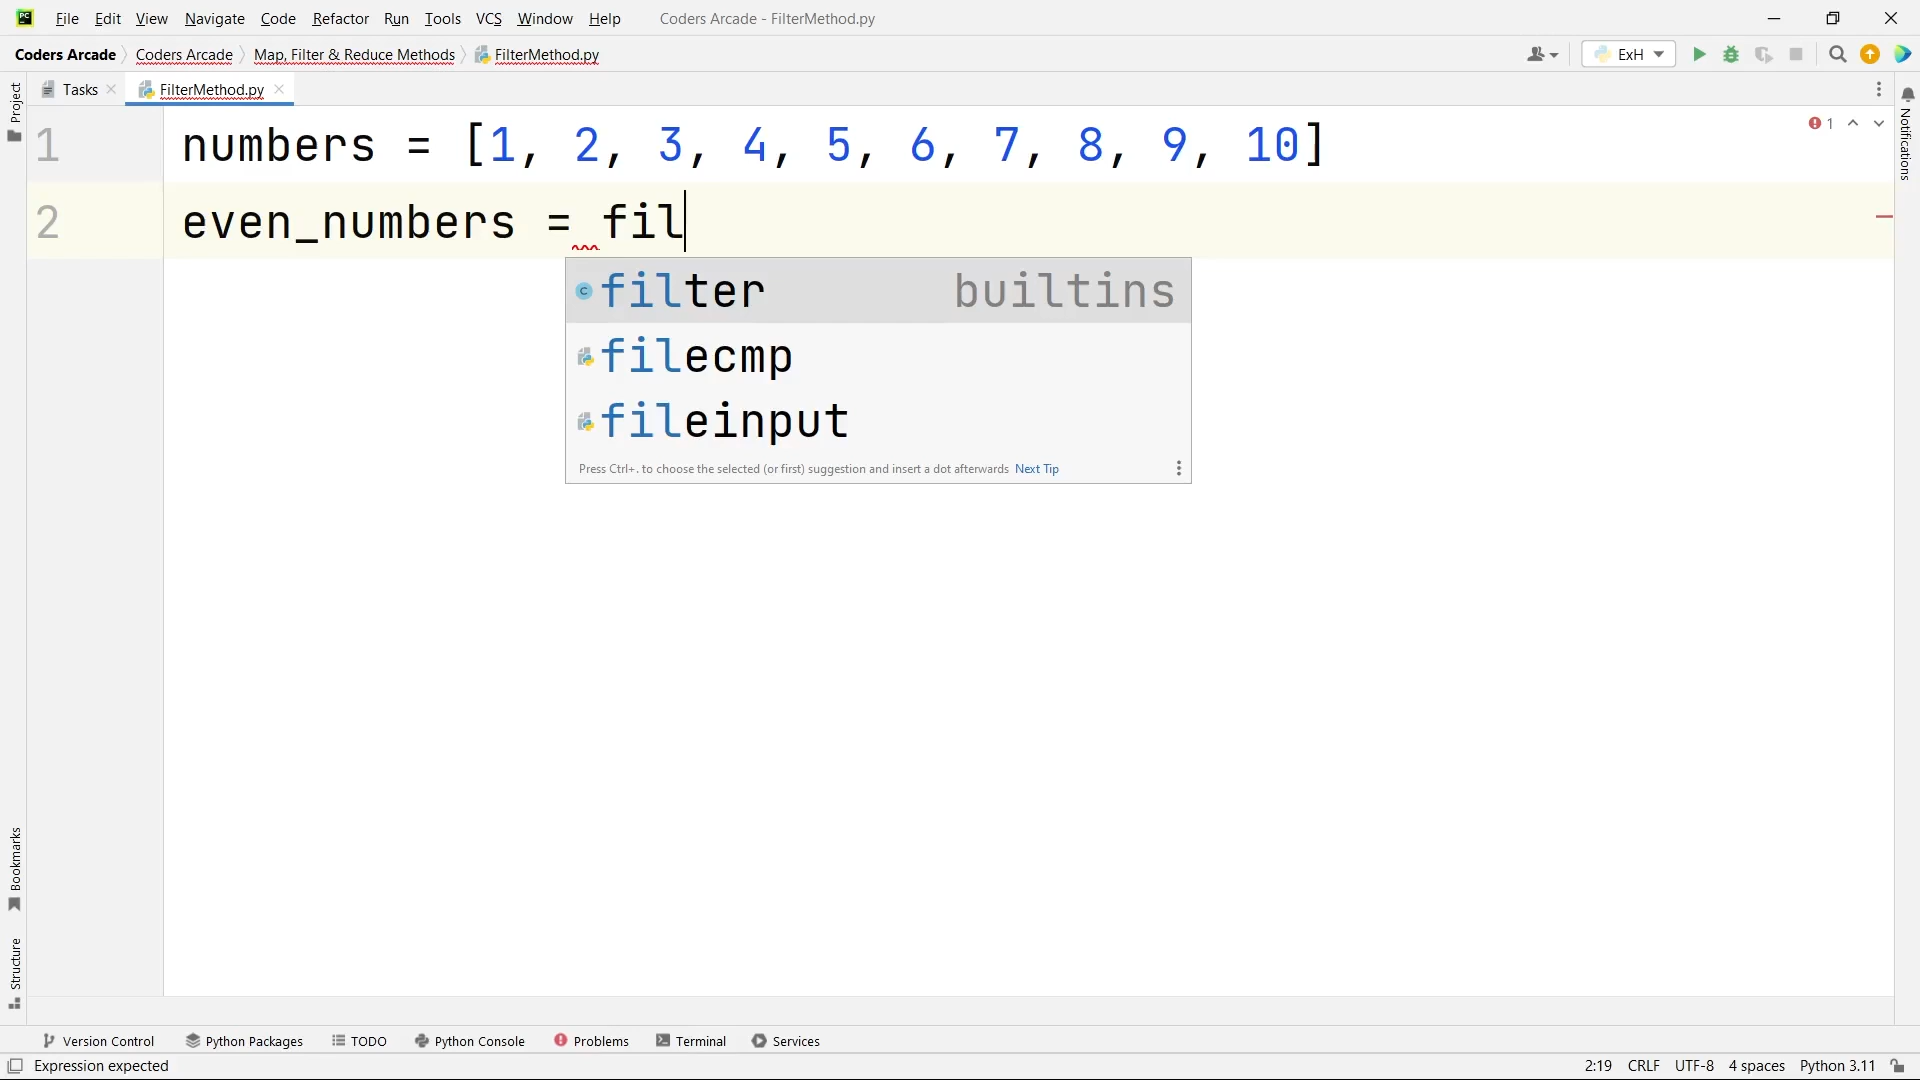 File Edit View Navigate Code Refactor Run Tools VCS Window Help Coders Arcade - FilterMethod.py
Coders Arcade Coders Arcade Map, Filter & Reduce Methods FilterMethod.py ExH
Tasks FilterMethod.py
Project
Notifications
1 numbers = [1, 2, 3, 4, 5, 6, 7, 8, 9, 10] 1
2 even_numbers = fil
filter builtins
filecmp
fileinput
Press Ctrl+. to choose the selected (or first) suggestion and insert a dot afterwards Next Tip
Bookmarks
Structure
Version Control Python Packages TODO Python Console Problems Terminal Services
Expression expected 2:19 CRLF UTF-8 4 spaces Python 3.11